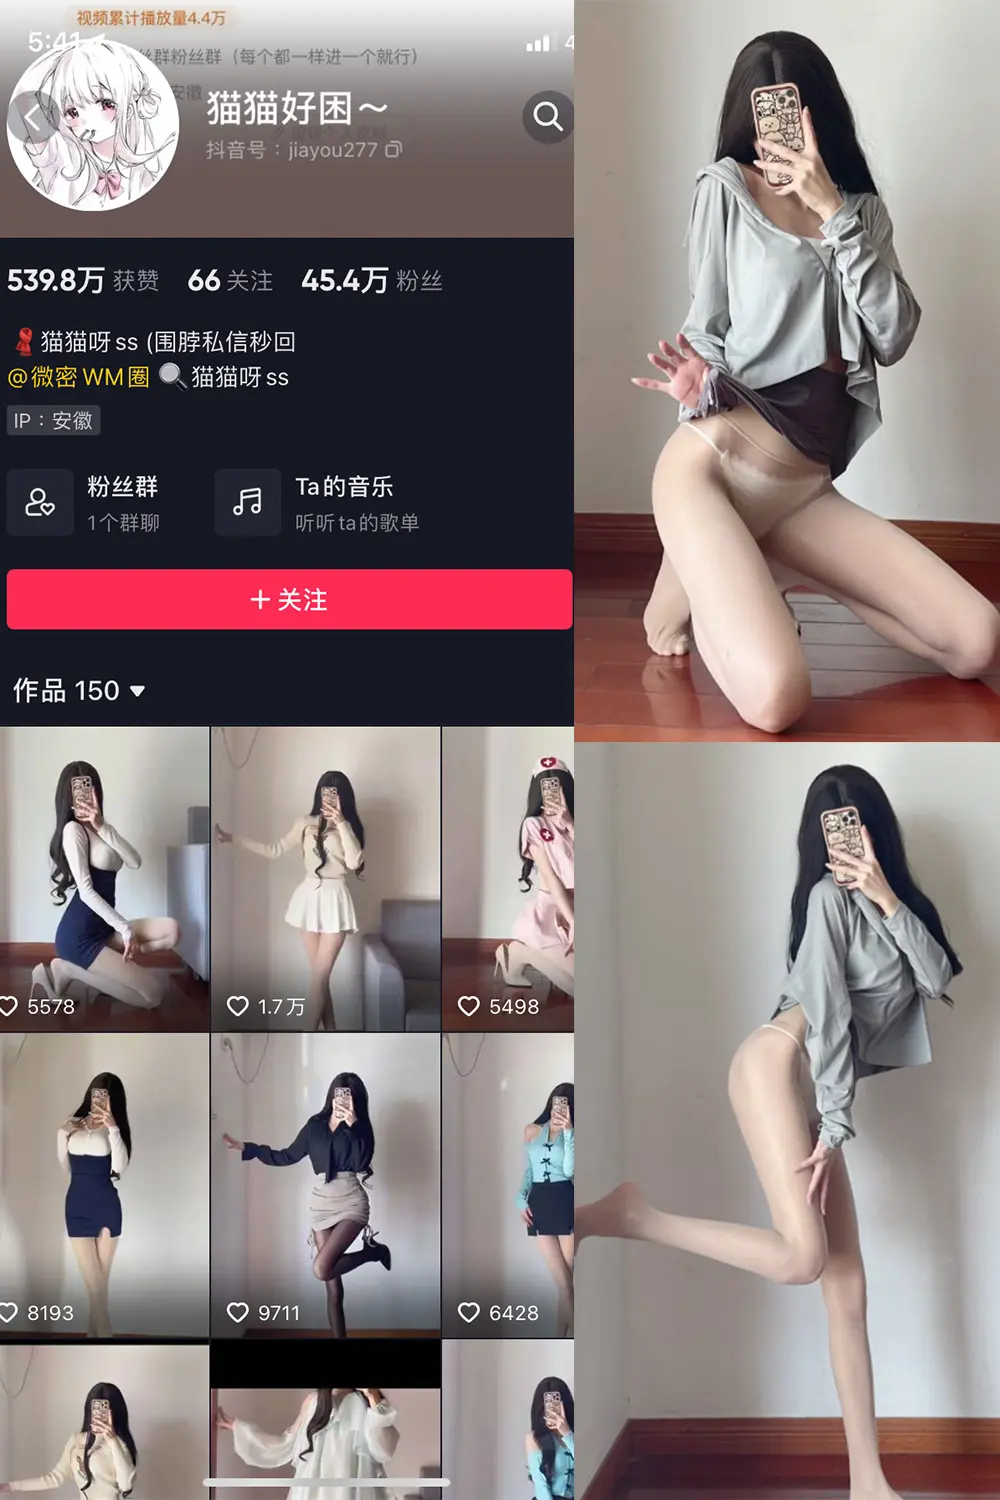 视频累计播放量4.4万
5:41
丝群粉丝群（每个都一样进一个就行）
安徽
猫猫好困～
抖音号：jiayou277
539.8万 获赞 66 关注 45.4万 粉丝
猫猫呀ss (围脖私信秒回
@微密WM圈 🔍猫猫呀ss
IP：安徽
粉丝群 Ta的音乐
1个群聊 听听ta的歌单
+ 关注
作品 150
5578 1.7万 5498
8193 9711 6428